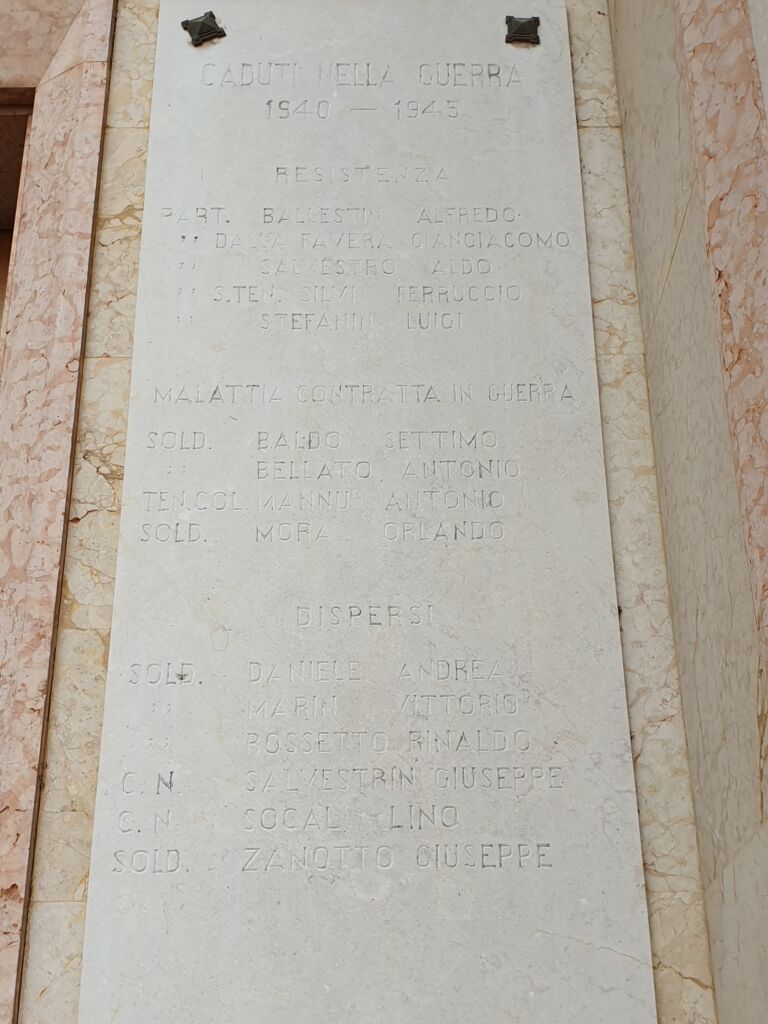 CADUTI NELLA GUERRA
1940 — 1945
RESISTENZA
PART. BALLESTIN ALFREDO
" DALLA FAVERA GIANGIACOMO
" SALVESTRO ALDO
" S.TEN. SILVI FERRUCCIO
" STEFANIN LUIGI
MALATTIA CONTRATTA IN GUERRA
SOLD. BALDO SETTIMO
" BELLATO ANTONIO
TEN.COL. MANNU ANTONIO
SOLD. MORA ORLANDO
DISPERSI
SOLD. DANIELE ANDREA
" MARIN VITTORIO
" ROSSETTO RINALDO
C. N. SALVESTRIN GIUSEPPE
C. N. SOCAL LINO
SOLD. ZANOTTO GIUSEPPE